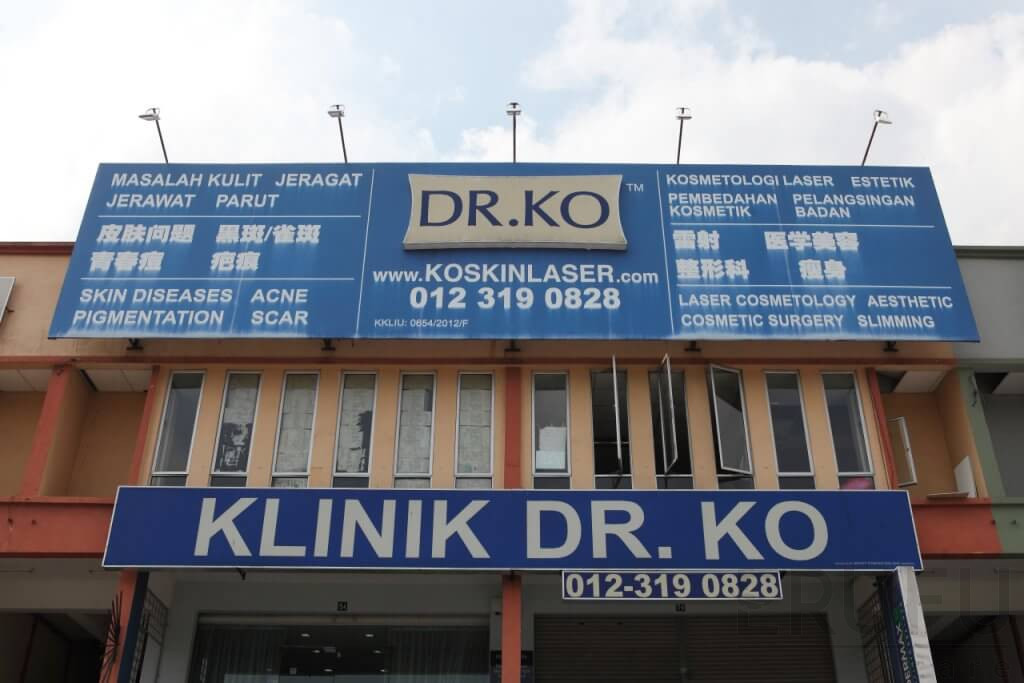 MASALAH KULIT JERAGAT
JERAWAT PARUT
皮肤问题 黑斑/雀斑
青春痘 疤痕
SKIN DISEASES ACNE
PIGMENTATION SCAR
DR.KO TM
www.KOSKINLASER.com
012 319 0828
KKLIU: 0654/2012/F
KOSMETOLOGI LASER ESTETIK
PEMBEDAHAN PELANGSINGAN
KOSMETIK BADAN
雷射 医学美容
整形科 瘦身
LASER COSMETOLOGY AESTHETIC
COSMETIC SURGERY SLIMMING
KLINIK DR. KO
012-319 0828